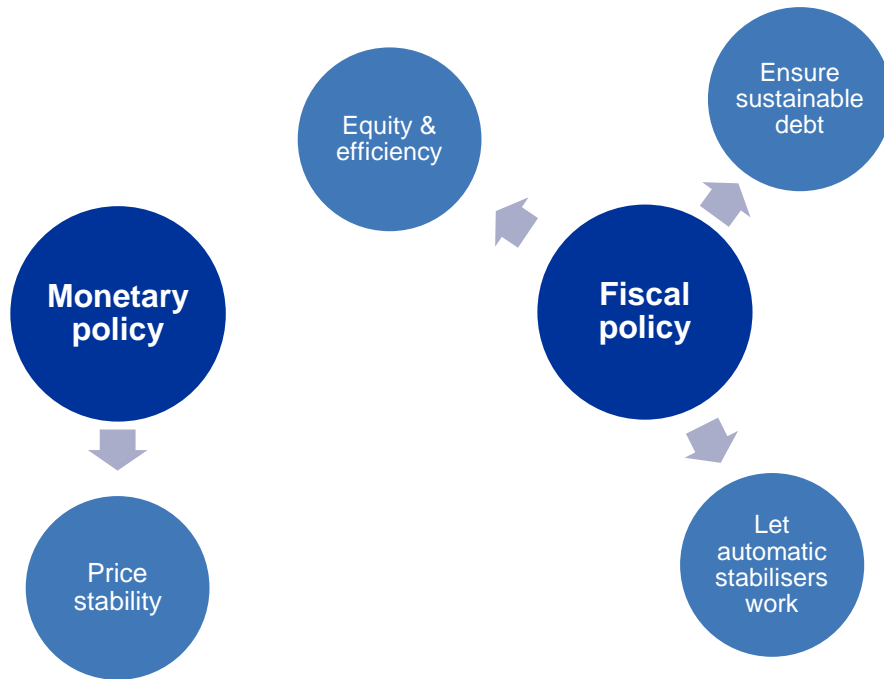 Monetary
policy
Price
stability
Fiscal
policy
Equity &
efficiency
Ensure
sustainable
debt
Let
automatic
stabilisers
work